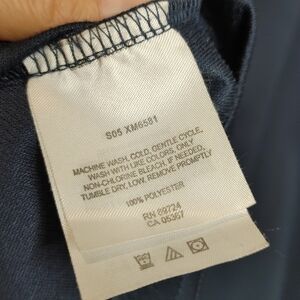 S05 XM6581
MACHINE WASH, COLD, GENTLE CYCLE,
WASH WITH LIKE COLORS, ONLY
NON-CHLORINE BLEACH, IF NEEDED,
TUMBLE DRY, LOW, REMOVE PROMPTLY
100% POLYESTER
RN 89724
CA 05367